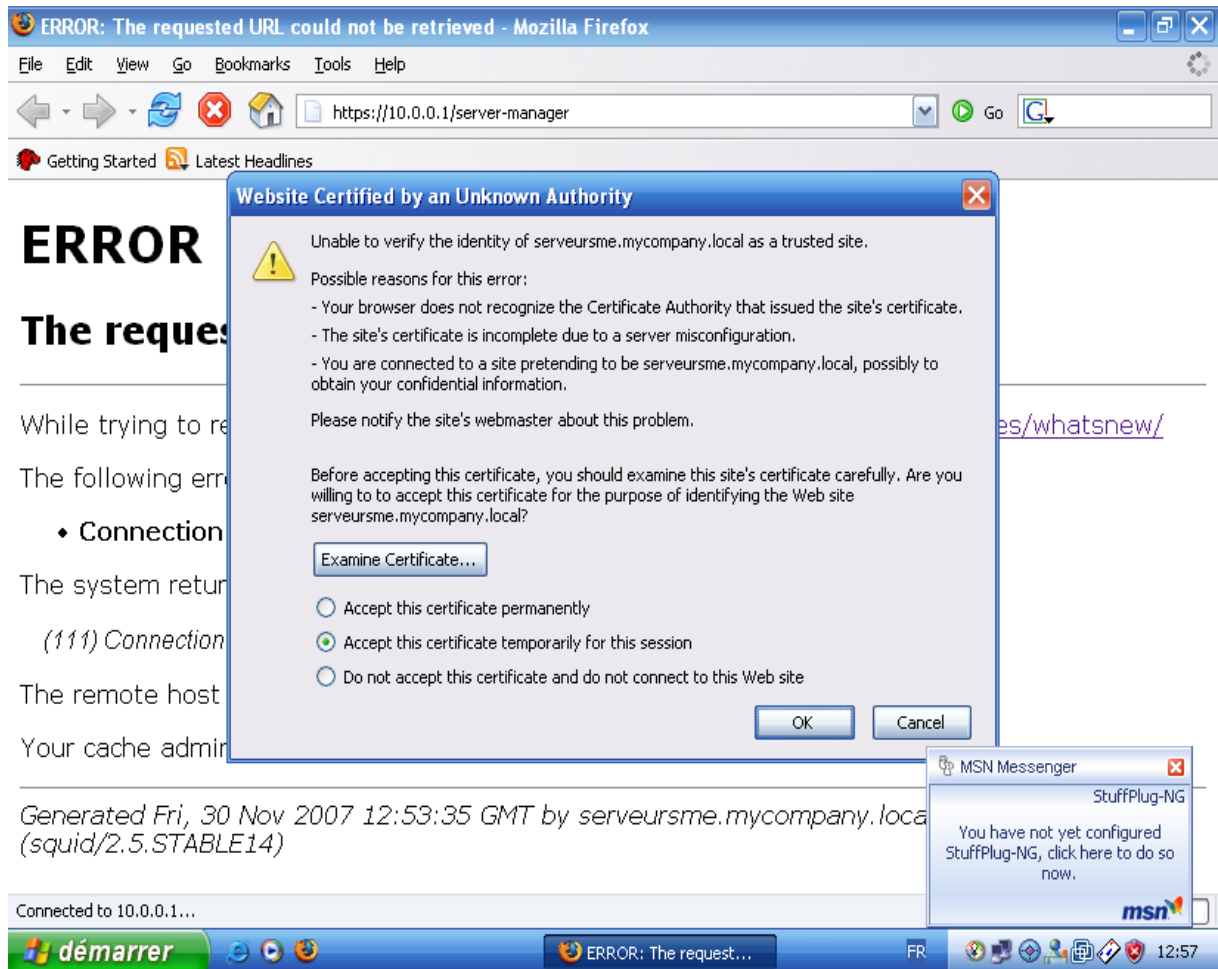 ERROR: The requested URL could not be retrieved - Mozilla Firefox
File Edit View Go Bookmarks Tools Help
https://10.0.0.1/server-manager Go G
Getting Started Latest Headlines
Website Certified by an Unknown Authority
Unable to verify the identity of serveursme.mycompany.local as a trusted site.
Possible reasons for this error:
- Your browser does not recognize the Certificate Authority that issued the site's certificate.
- The site's certificate is incomplete due to a server misconfiguration.
- You are connected to a site pretending to be serveursme.mycompany.local, possibly to
obtain your confidential information.
Please notify the site's webmaster about this problem.
Before accepting this certificate, you should examine this site's certificate carefully. Are you
willing to to accept this certificate for the purpose of identifying the Web site
serveursme.mycompany.local?
Examine Certificate...
Accept this certificate permanently
Accept this certificate temporarily for this session
Do not accept this certificate and do not connect to this Web site
OK Cancel
ERROR
The reques
While trying to re es/whatsnew/
The following err
• Connection
The system retur
(111) Connection
The remote host
Your cache admir
Generated Fri, 30 Nov 2007 12:53:35 GMT by serveursme.mycompany.loca
(squid/2.5.STABLE14)
MSN Messenger
StuffPlug-NG
You have not yet configured
StuffPlug-NG, click here to do so
now.
msn
Connected to 10.0.0.1...
démarrer ERROR: The request... FR 12:57